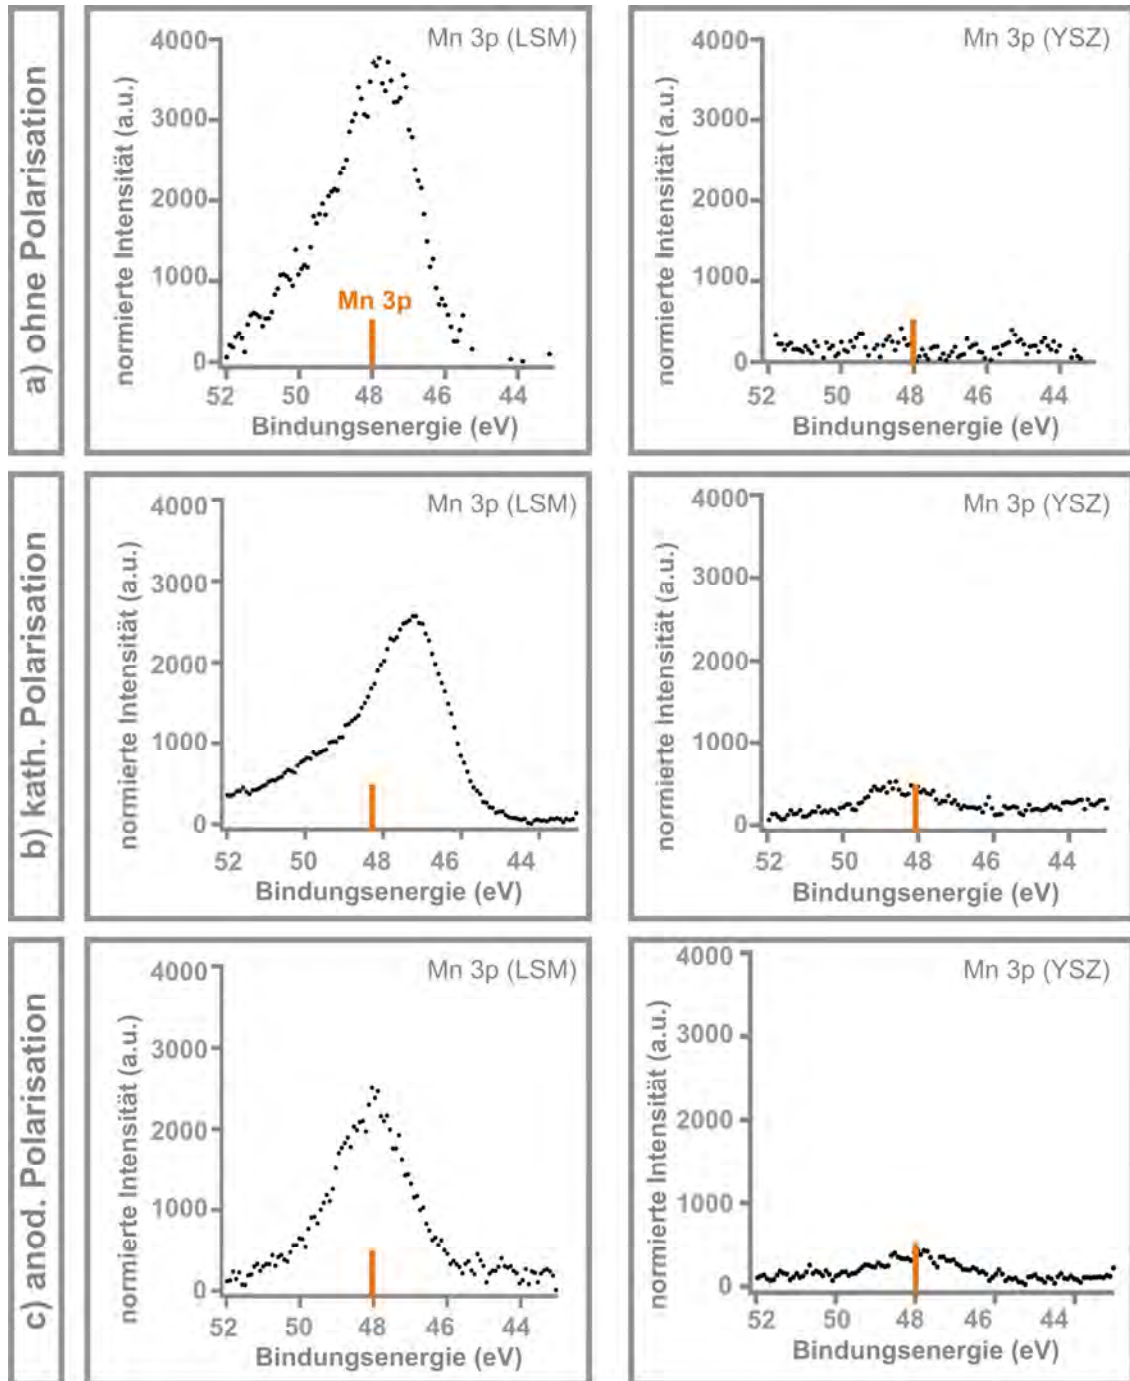 a) ohne Polarisation
Mn 3p (LSM)
normierte Intensität (a.u.)
4000
3000
2000
1000
0
Mn 3p
52 50 48 46 44
Bindungsenergie (eV)
Mn 3p (YSZ)
normierte Intensität (a.u.)
4000
3000
2000
1000
0
52 50 48 46 44
Bindungsenergie (eV)
b) kath. Polarisation
Mn 3p (LSM)
normierte Intensität (a.u.)
4000
3000
2000
1000
0
52 50 48 46 44
Bindungsenergie (eV)
Mn 3p (YSZ)
normierte Intensität (a.u.)
4000
3000
2000
1000
0
52 50 48 46 44
Bindungsenergie (eV)
c) anod. Polarisation
Mn 3p (LSM)
normierte Intensität (a.u.)
4000
3000
2000
1000
0
52 50 48 46 44
Bindungsenergie (eV)
Mn 3p (YSZ)
normierte Intensität (a.u.)
4000
3000
2000
1000
0
52 50 48 46 44
Bindungsenergie (eV)